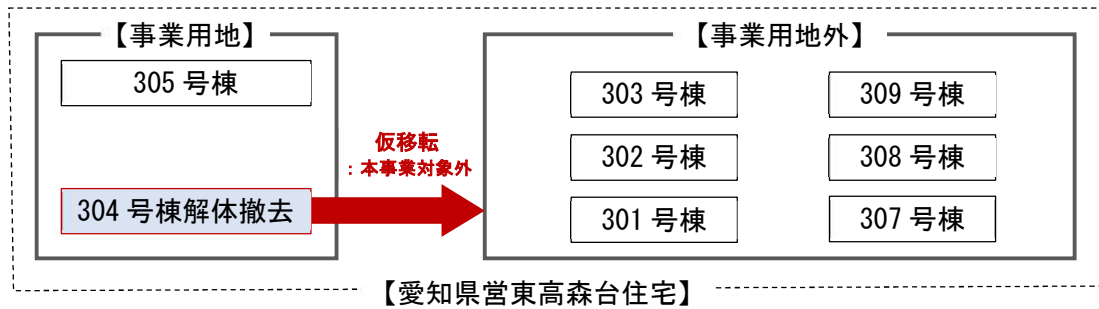 【事業用地】
305 号棟
304 号棟解体撤去
仮移転
：本事業対象外
【事業用地外】
303 号棟
309 号棟
302 号棟
308 号棟
301 号棟
307 号棟
【愛知県営東高森台住宅】